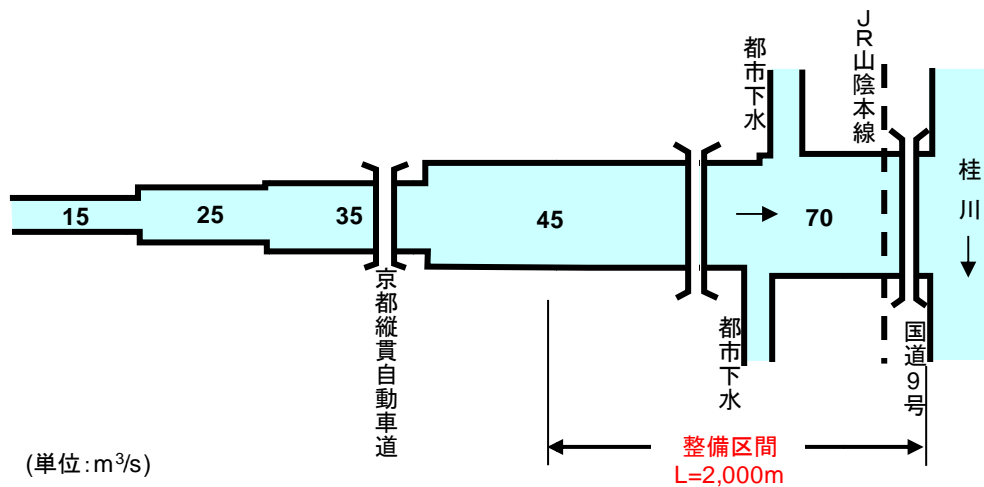 都市下水
JR山陰本線
桂川
15
25
35
45
70
京都縦貫自動車道
都市下水
国道9号
整備区間
L=2,000m
(単位:m³/s)